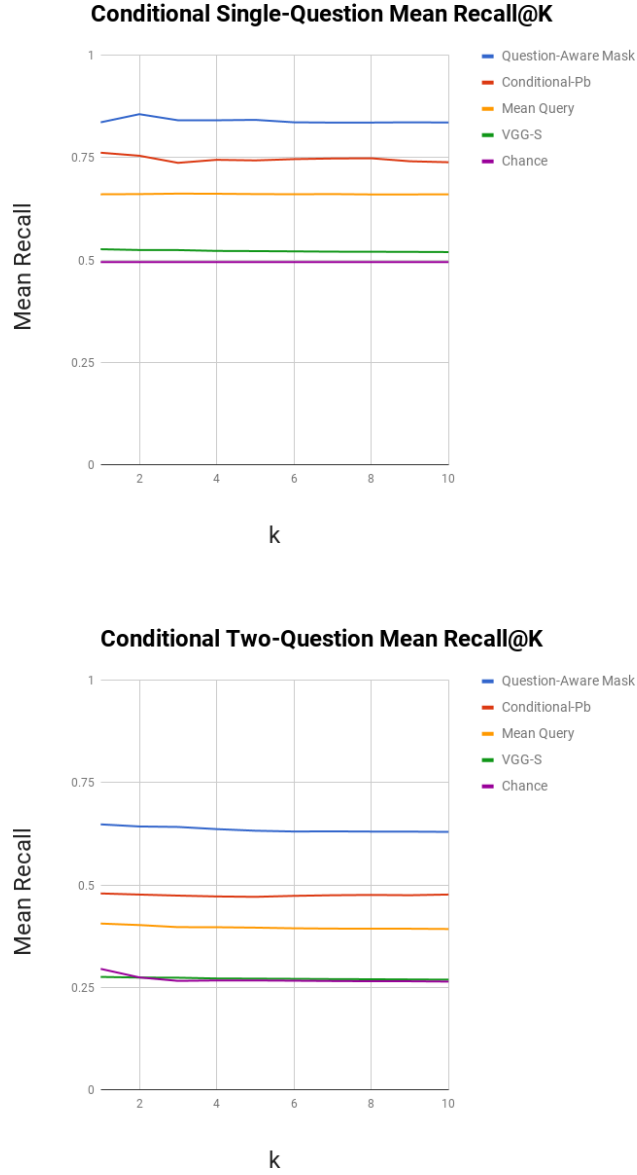 Conditional Single-Question Mean Recall@K
1
Question-Aware Mask
Conditional-Pb
Mean Query
VGG-S
Chance
0.75
0.5
0.25
0
Mean Recall
2
4
6
8
10
k
Conditional Two-Question Mean Recall@K
1
Question-Aware Mask
Conditional-Pb
Mean Query
VGG-S
Chance
0.75
0.5
0.25
0
Mean Recall
2
4
6
8
10
k